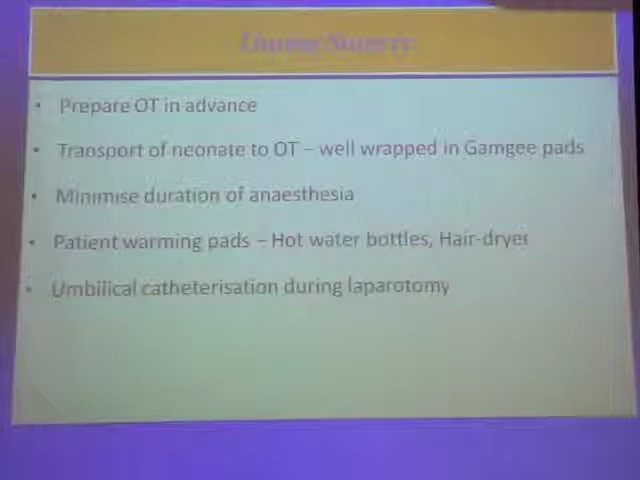 Surgery
• Prepare OT in advance
• Transport of neonate to OT – well wrapped in Gamgee pads
• Minimise duration of anaesthesia
• Patient warming pads – Hot water bottles, Hair-dryer
• Umbilical catheterisation during laparotomy